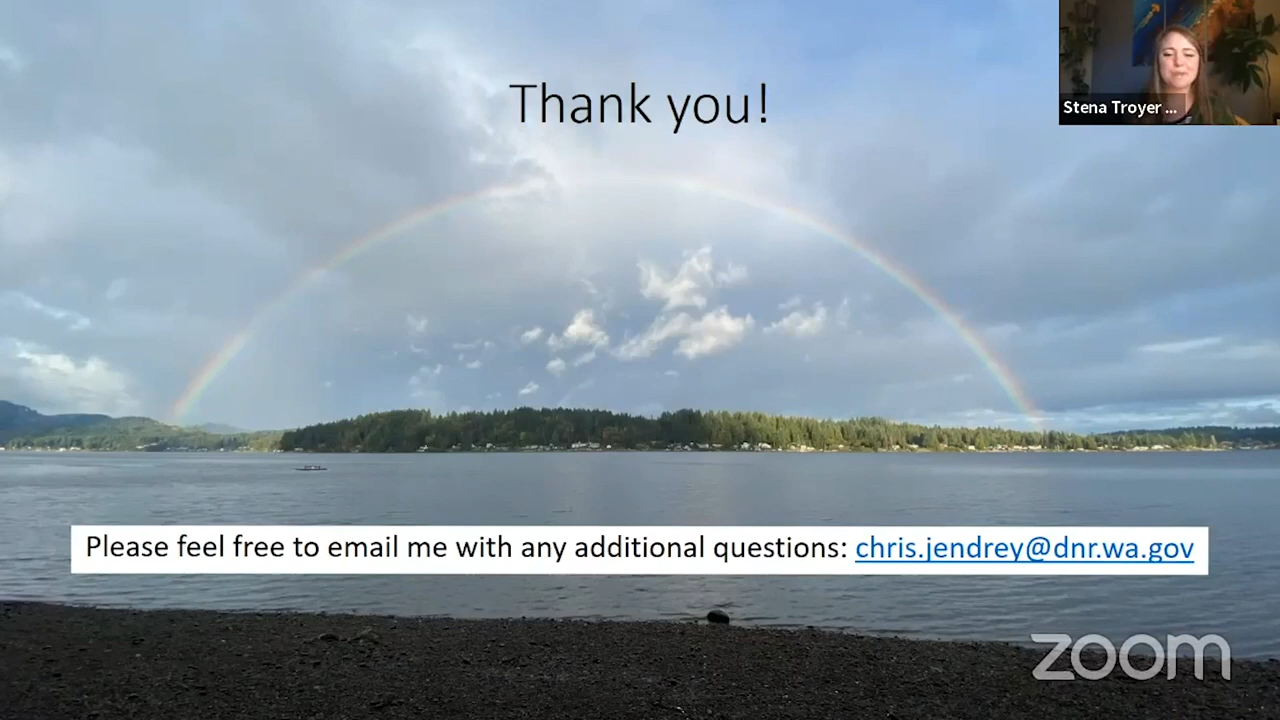 Thank you!
Stena Troyer ...
Please feel free to email me with any additional questions: chris.jendrey@dnr.wa.gov
zoom